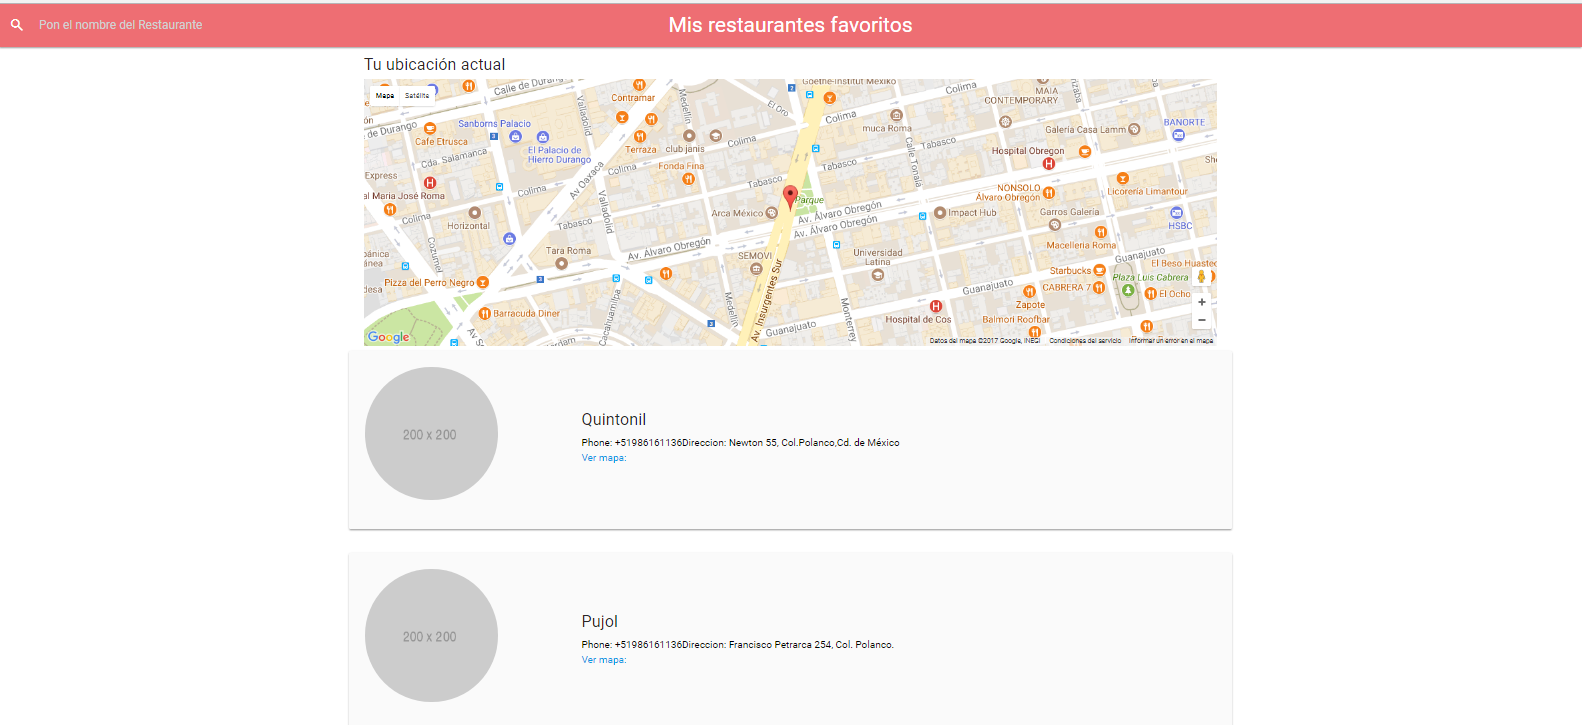 Pon el nombre del Restaurante
Mis restaurantes favoritos
Tu ubicación actual
Mapa
Satélite
Calle de Durango
Contramar
Goethe-Institut Mexiko
Colima
MAIA
CONTEMPORARY
Valladolid
Medellín
El Oro
de Durango
Sanborns Palacio
Cafe Etrusca
El Palacio de
Hierro Durango
Terraza
club janis
Colima
Colima
muca Roma
Galería Casa Lamm
BANORTE
Cda. Salamanca
Colima
Fonda Fina
Tabasco
Tabasco
Calle Tonalá
Hospital Obregon
Express
Av Oaxaca
Tabasco
al Maria José Roma
Colima
Valladolid
Parque
NONSOLO
Álvaro Obregón
Licorería Limantour
Horizontal
Tabasco
Arca México
Av. Álvaro Obregón
Av. Álvaro Obregón
Impact Hub
Garros Galería
HSBC
Cozumel
Tara Roma
Av. Álvaro Obregón
SEMOVI
Universidad
Latina
Macelleria Roma
Guanajuato
El Beso Huasteco
Pizza del Perro Negro
Av. Insurgentes Sur
Starbucks
Plaza Luis Cabrera
Guanajuato
CABRERA 7
El Ocho
Barracuda Diner
Cacahuamilpa
Medellín
Guanajuato
Monterrey
Hospital de Cos
Zapote
Balmori Roofbar
Google
Datos del mapa ©2017 Google, INEGI
Condiciones del servicio
Informar un error en el mapa
200 x 200
Quintonil
Phone: +51986161136Direccion: Newton 55, Col.Polanco,Cd. de México
Ver mapa:
200 x 200
Pujol
Phone: +51986161136Direccion: Francisco Petrarca 254, Col. Polanco.
Ver mapa: